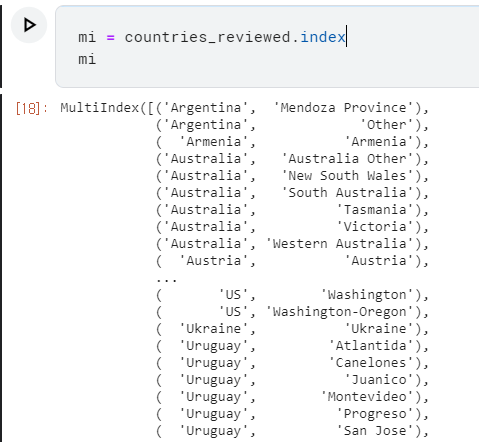 mi = countries_reviewed.index
mi
[18]: MultiIndex([('Argentina',  'Mendoza Province'),
('Argentina',             'Other'),
(  'Armenia',           'Armenia'),
('Australia',   'Australia Other'),
('Australia',   'New South Wales'),
('Australia',   'South Australia'),
('Australia',          'Tasmania'),
('Australia',          'Victoria'),
('Australia', 'Western Australia'),
(  'Austria',           'Austria'),
...
(       'US',        'Washington'),
(       'US', 'Washington-Oregon'),
(  'Ukraine',           'Ukraine'),
(  'Uruguay',         'Atlantida'),
(  'Uruguay',         'Canelones'),
(  'Uruguay',           'Juanico'),
(  'Uruguay',        'Montevideo'),
(  'Uruguay',          'Progreso'),
(  'Uruguay',          'San Jose'),